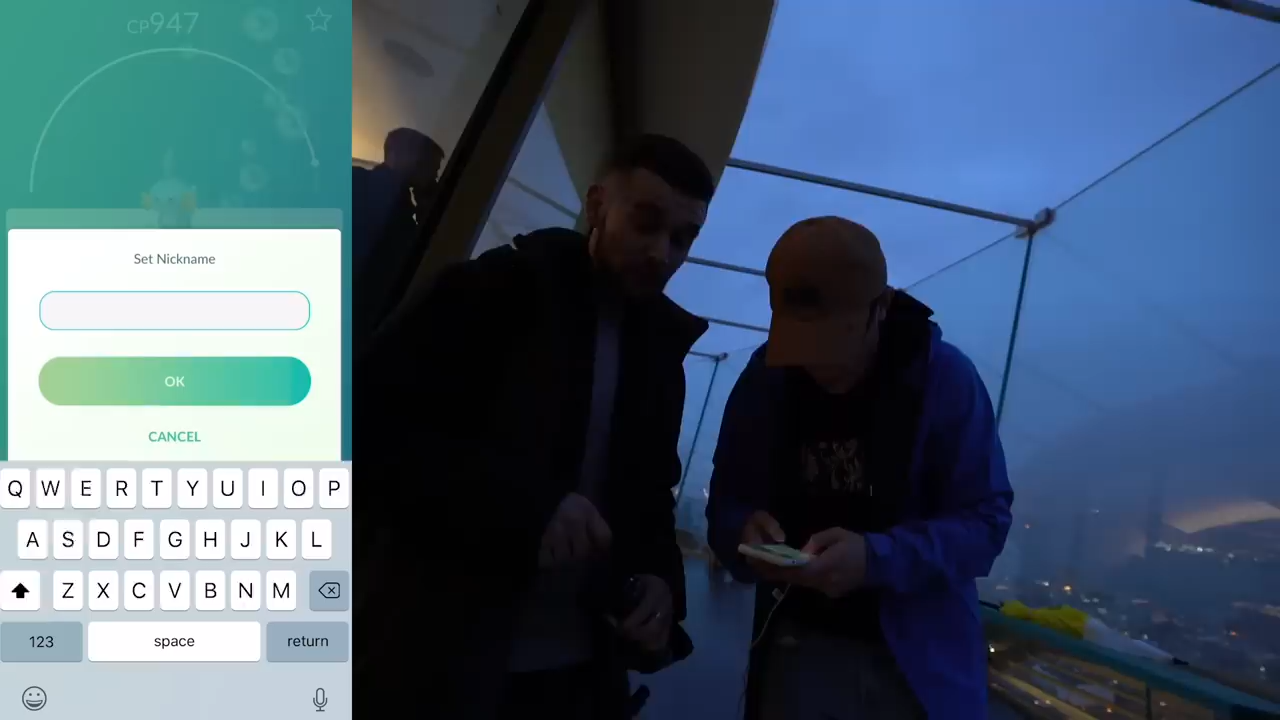 CP947
Set Nickname
OK
CANCEL
Q W E R T Y U I O P
A S D F G H J K L
Z X C V B N M
123 space return